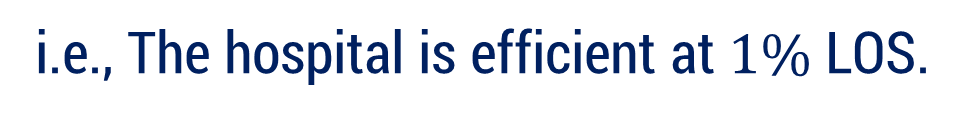 i.e., The hospital is efficient at 1% LOS.